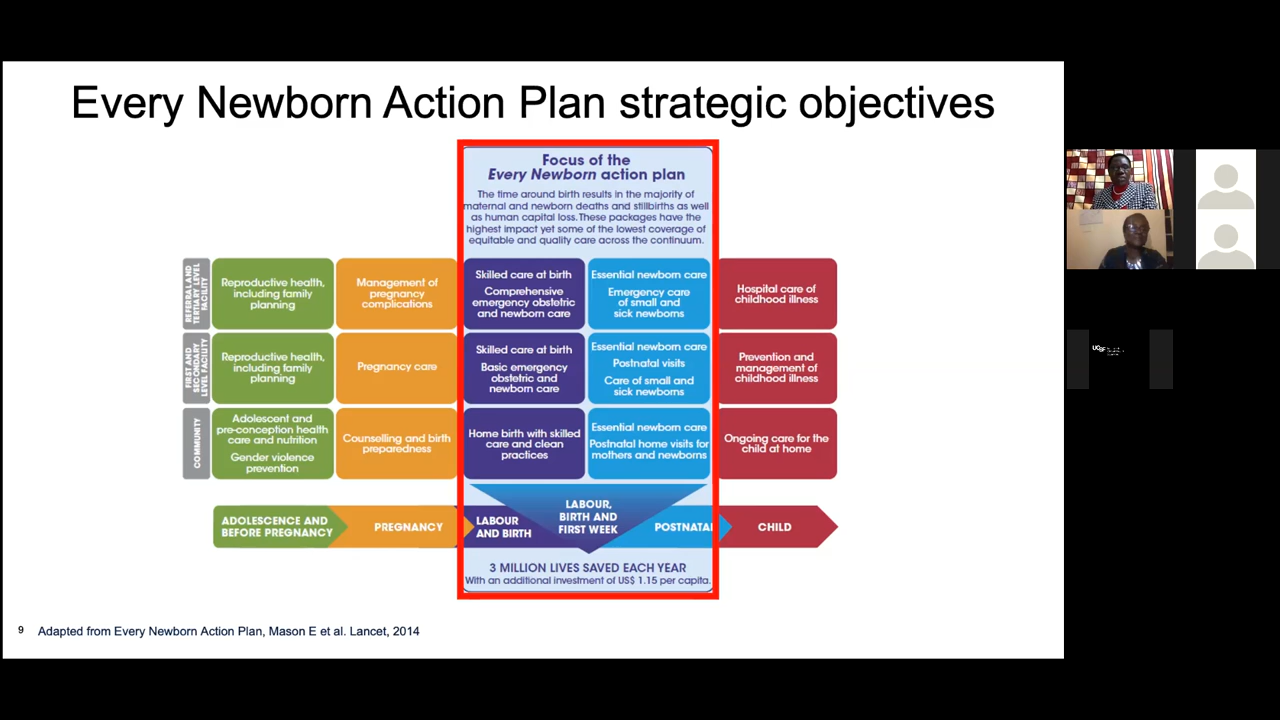 Every Newborn Action Plan strategic objectives
Focus of the
Every Newborn action plan
The time around birth results in the majority of
maternal and newborn deaths and stillbirths as well
as human capital loss. These packages have the
highest impact yet some of the lowest coverage of
equitable and quality care across the continuum.
REFERRAL AND
TERTIARY LEVEL
FACILITY
Reproductive health,
including family
planning
Management of
pregnancy
complications
Skilled care at birth
Comprehensive
emergency obstetric
and newborn care
Essential newborn care
Emergency care
of small and
sick newborns
Hospital care of
childhood illness
FIRST AND
SECONDARY
LEVEL FACILITY
Reproductive health,
including family
planning
Pregnancy care
Skilled care at birth
Basic emergency
obstetric and
newborn care
Essential newborn care
Postnatal visits
Care of small and
sick newborns
Prevention and
management of
childhood illness
COMMUNITY
Adolescent and
pre-conception health
care and nutrition
Gender violence
prevention
Counselling and birth
preparedness
Home birth with skilled
care and clean
practices
Essential newborn care
Postnatal home visits for
mothers and newborns
Ongoing care for the
child at home
ADOLESCENCE AND
BEFORE PREGNANCY
PREGNANCY
LABOUR
AND BIRTH
LABOUR,
BIRTH AND
FIRST WEEK
POSTNATAL
CHILD
3 MILLION LIVES SAVED EACH YEAR
With an additional investment of US$ 1.15 per capita.
9 Adapted from Every Newborn Action Plan, Mason E et al. Lancet, 2014
UCSF